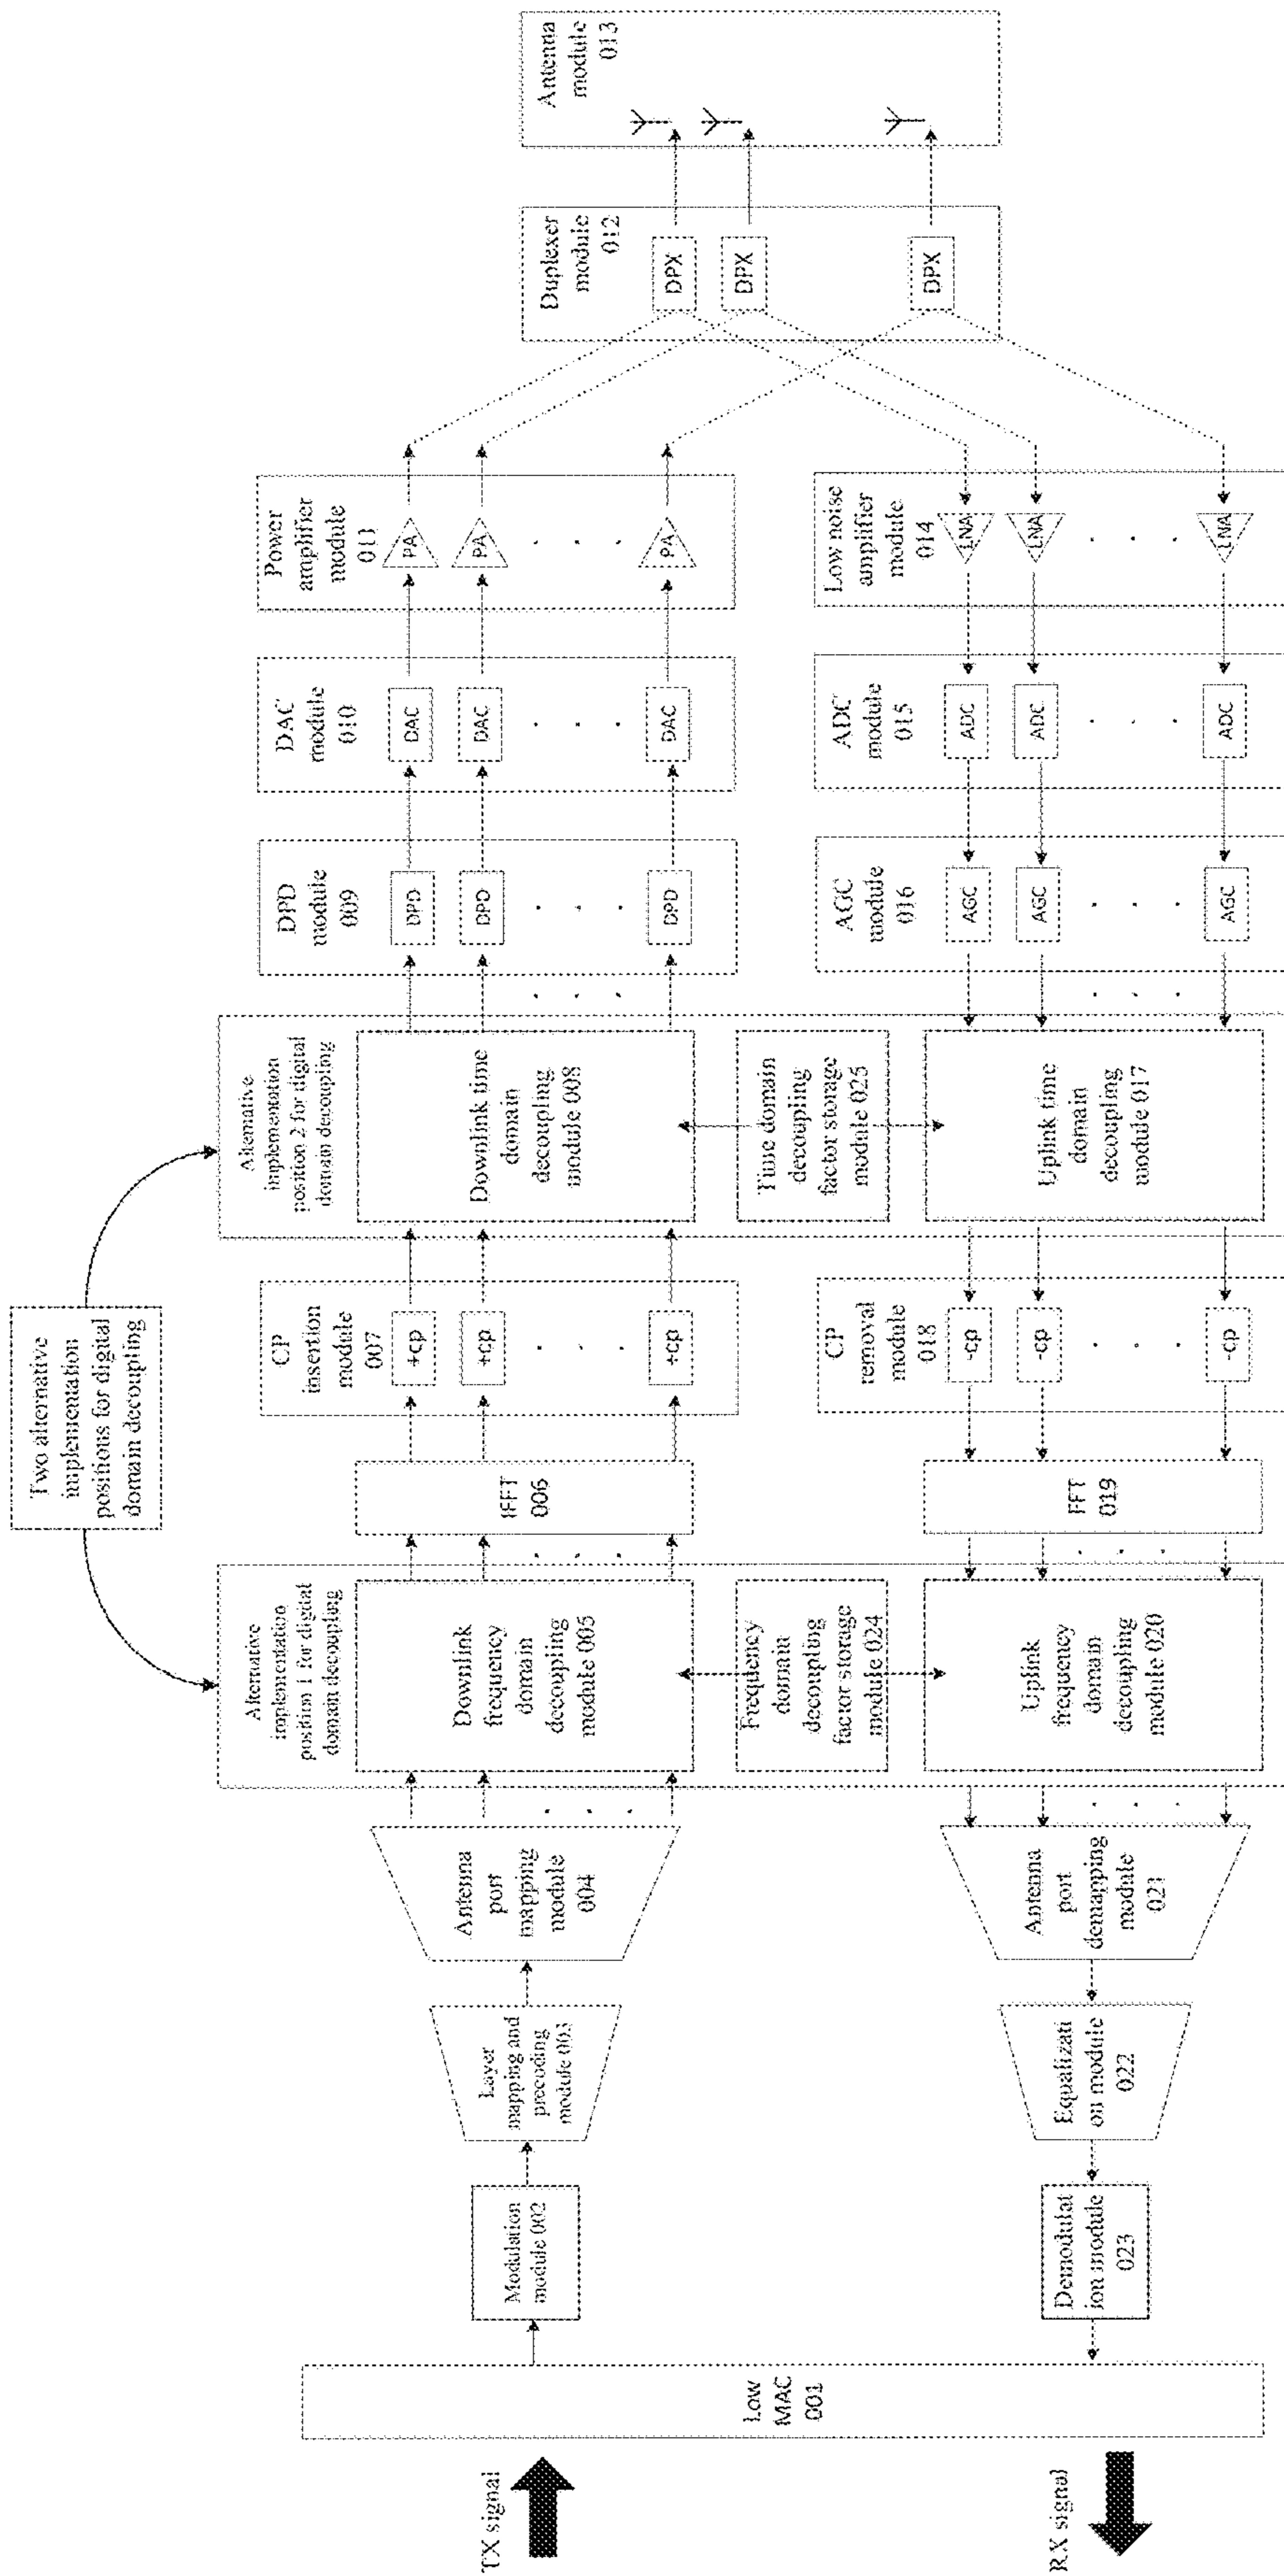 Two alternative
implementation
positions for digital
domain decoupling
TX signal
RX signal
Low
MAC
001
Modulation
module 002
Layer
mapping and
precoding
module 003
Antenna
port
mapping
module
004
Alternative
implementation
position 1 for digital
domain decoupling
Downlink
frequency
domain
decoupling
module 005
IFFT
006
CP
insertion
module
007
+cp
+cp
+cp
Alternative
implementation
position 2 for digital
domain decoupling
Downlink time
domain
decoupling
module 008
DPD
module
009
DPD
DPD
DPD
DAC
module
010
DAC
DAC
DAC
Power
amplifier
module
011
PA
PA
PA
Duplexer
module
012
DPX
DPX
DPX
Antenna
module
013
Frequency
domain
decoupling
factor storage
module 024
Time domain
decoupling
factor storage
module 025
Low noise
amplifier
module
014
LNA
LNA
LNA
ADC
module
015
ADC
ADC
ADC
AGC
module
016
AGC
AGC
AGC
Uplink time
domain
decoupling
module 017
CP
removal
module
018
-cp
-cp
-cp
FFT
019
Uplink
frequency
domain
decoupling
module 020
Antenna
port
demapping
module
021
Equalizati
on module
022
Demodulat
ion module
023